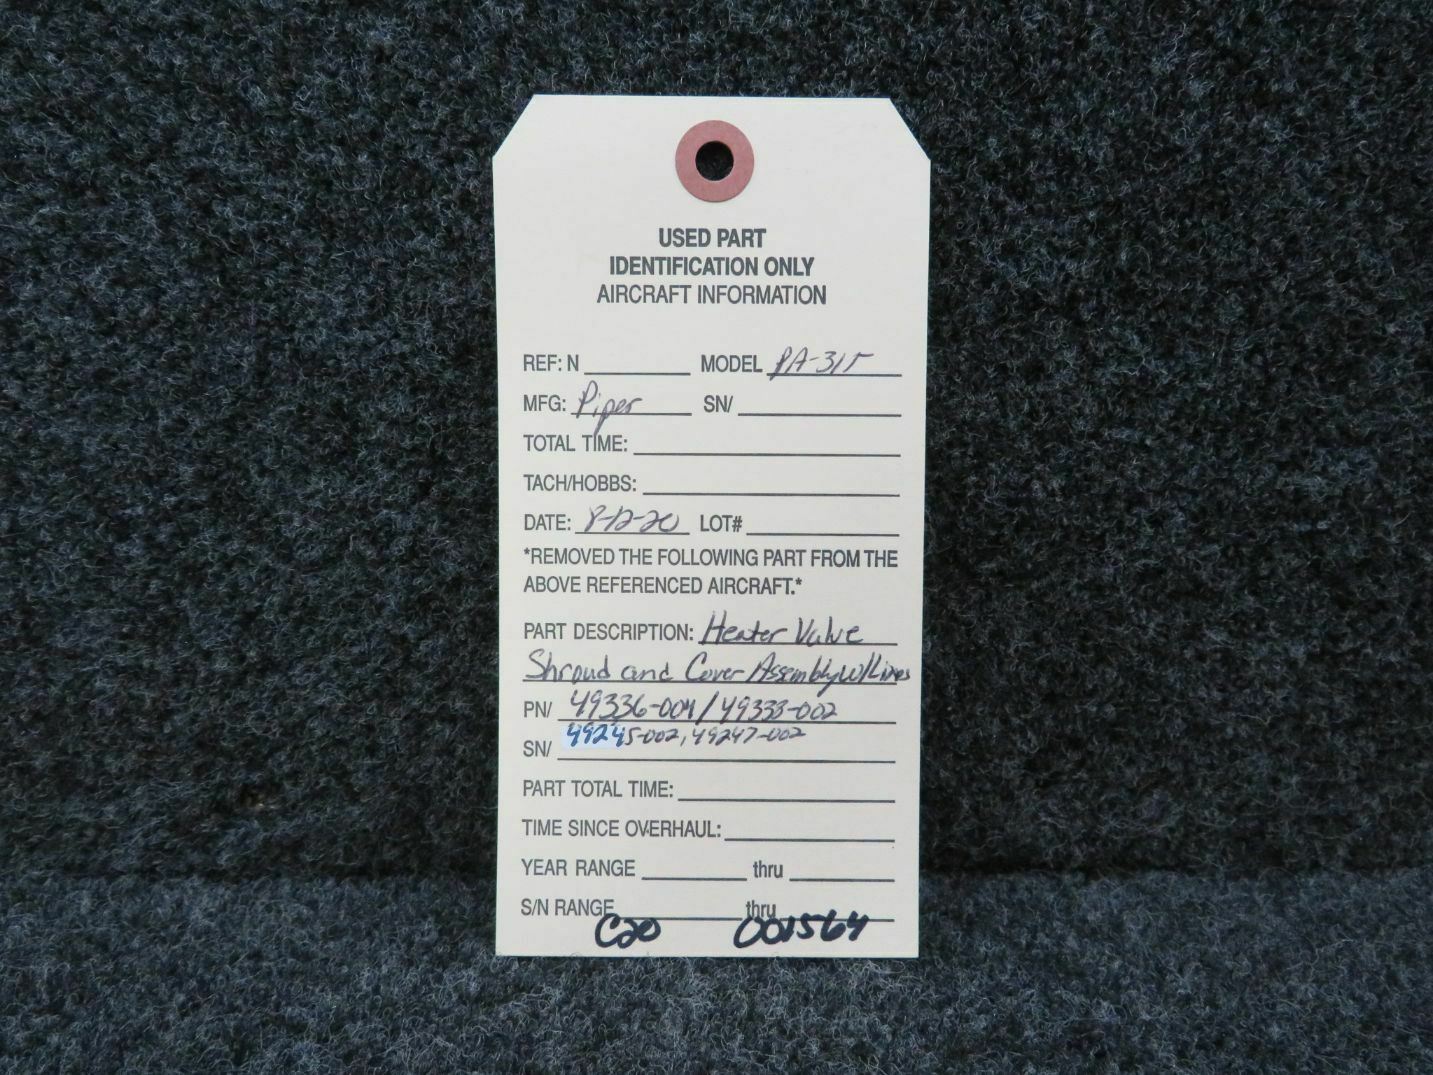 USED PART
IDENTIFICATION ONLY
AIRCRAFT INFORMATION
REF: N MODEL PA-31T
MFG: Piper SN/
TOTAL TIME:
TACH/HOBBS:
DATE: 8-12-20 LOT#
*REMOVED THE FOLLOWING PART FROM THE
ABOVE REFERENCED AIRCRAFT.*
PART DESCRIPTION: Heater Valve
Shroud and Cover Assembly W/Lines
PN/ 49336-004/49333-002
49245-002, 49247-002
SN/
PART TOTAL TIME:
TIME SINCE OVERHAUL:
YEAR RANGE thru
S/N RANGE thru
C20 001564